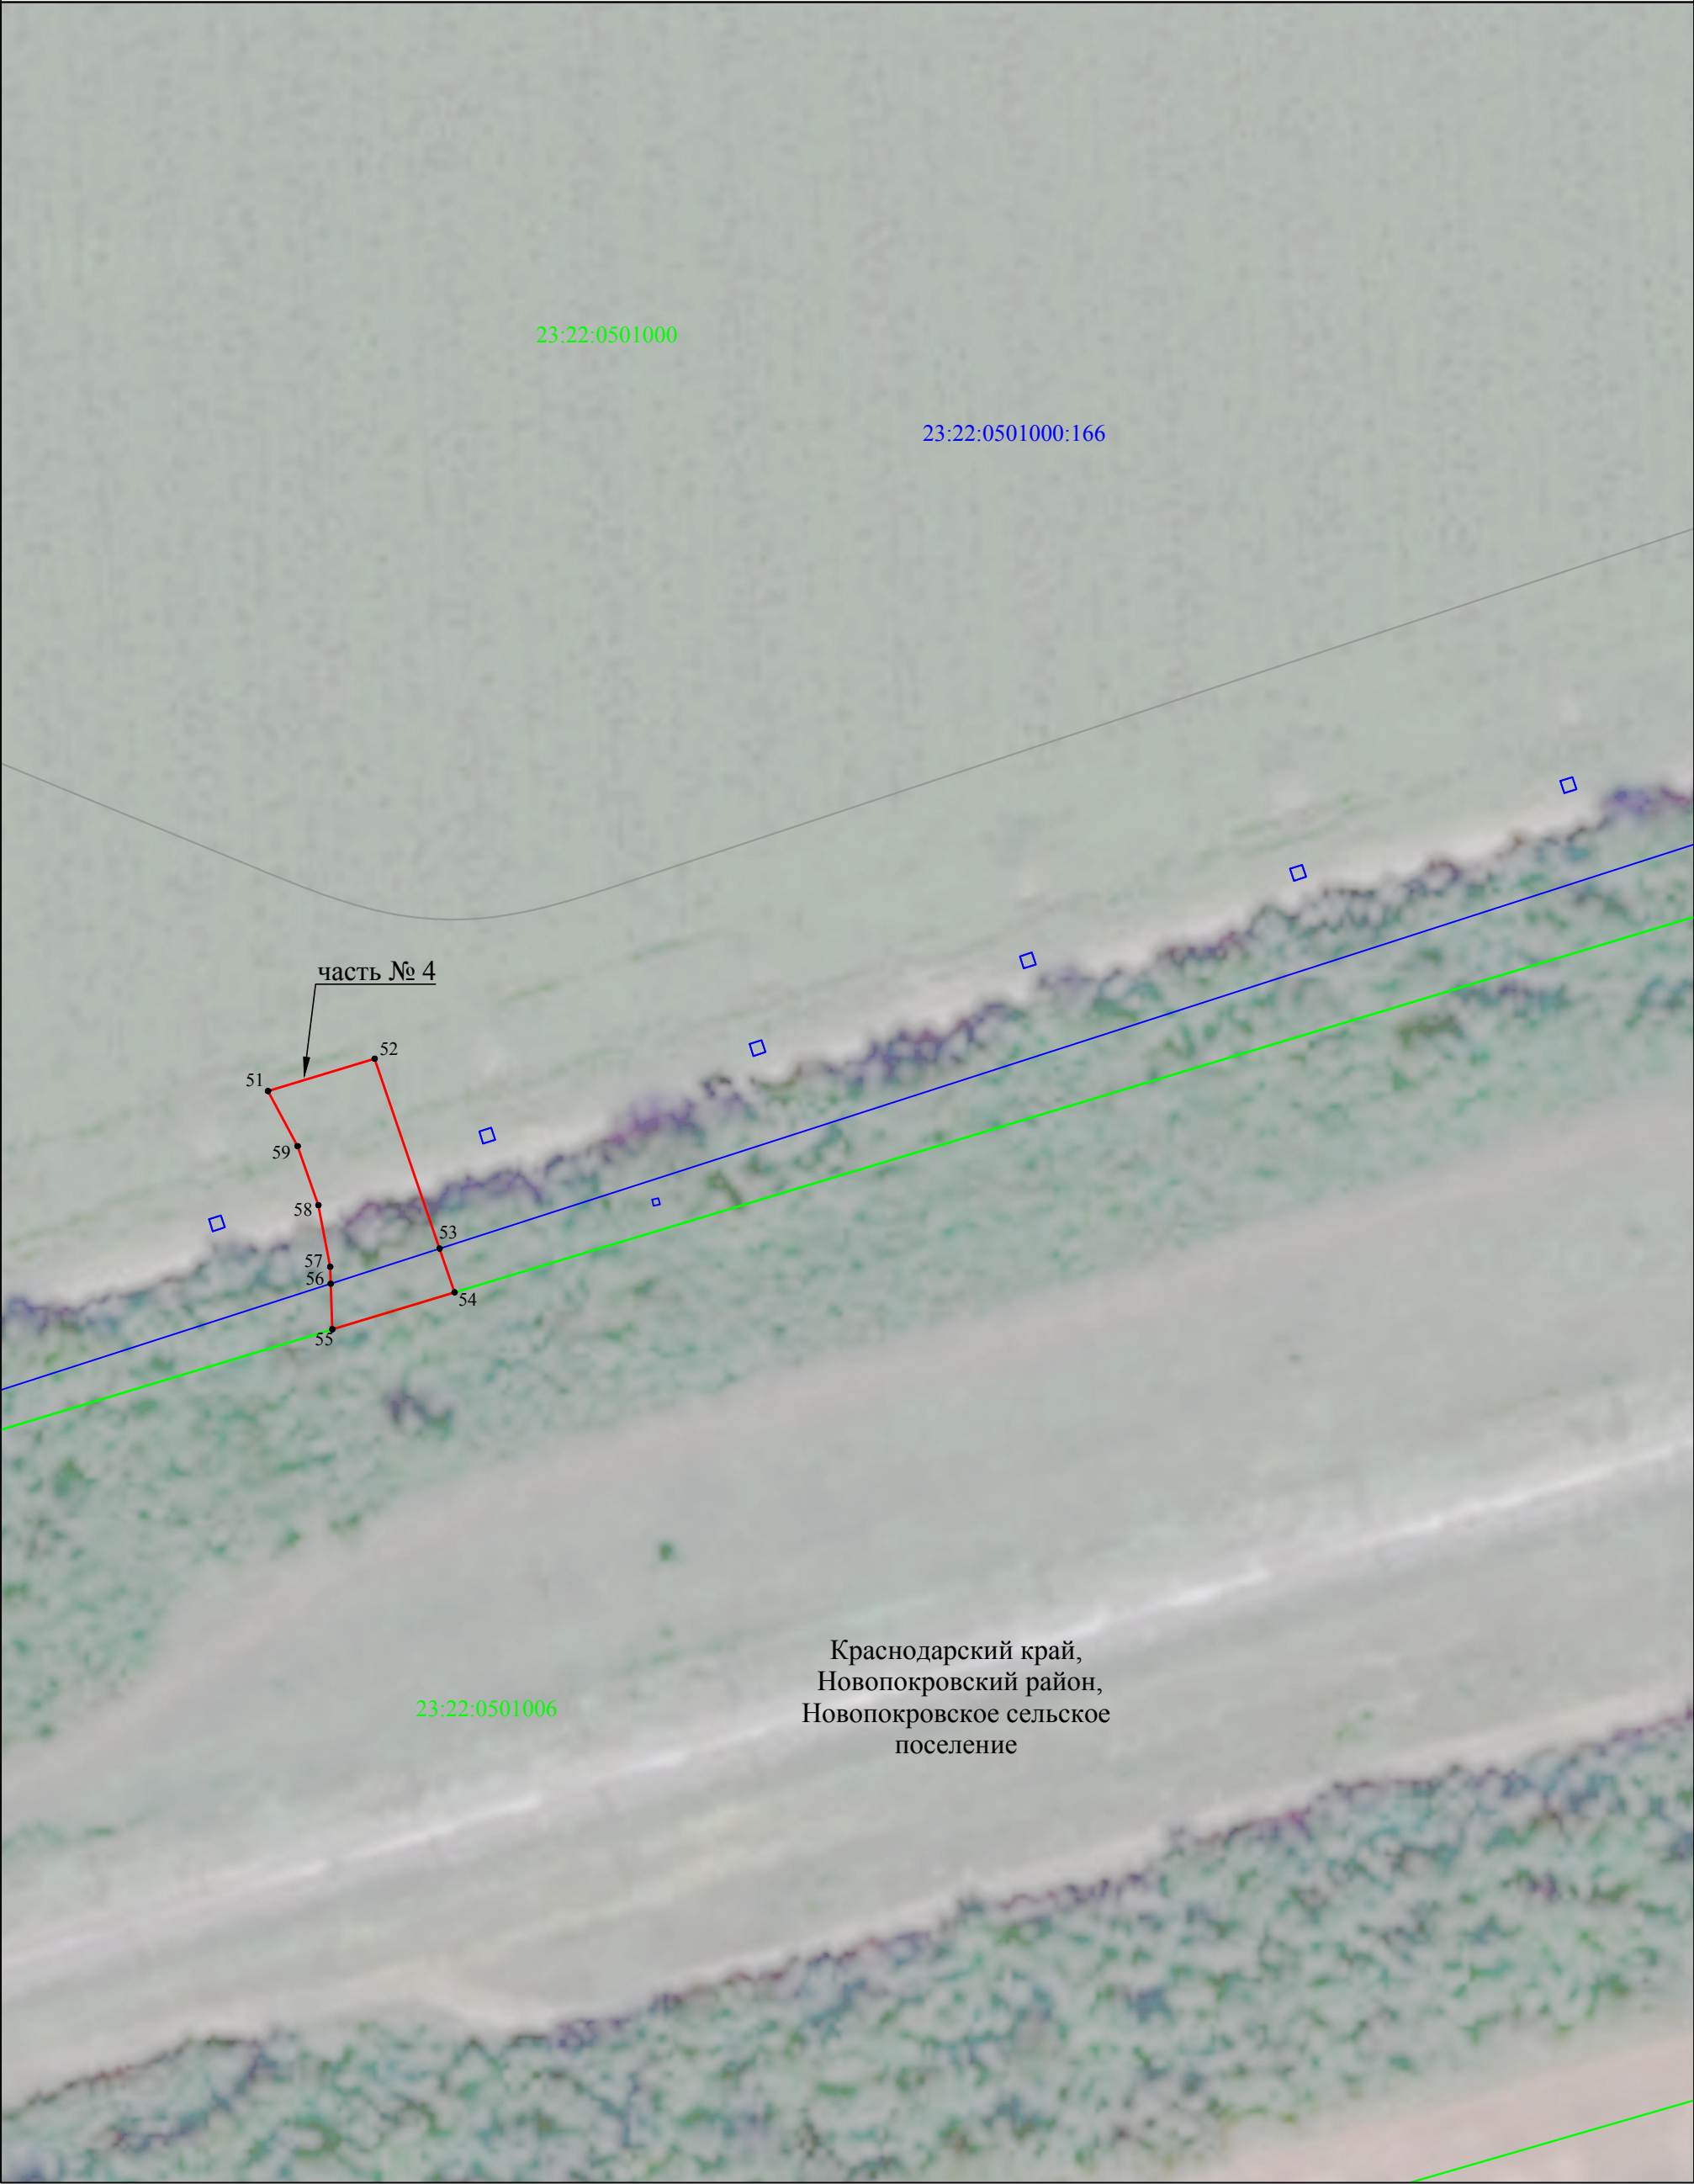 23:22:0501000
23:22:0501000:166
часть № 4
52
51
59
58
53
57
56
54
55
Краснодарский край,
Новопокровский район,
Новопокровское сельское
поселение
23:22:0501006